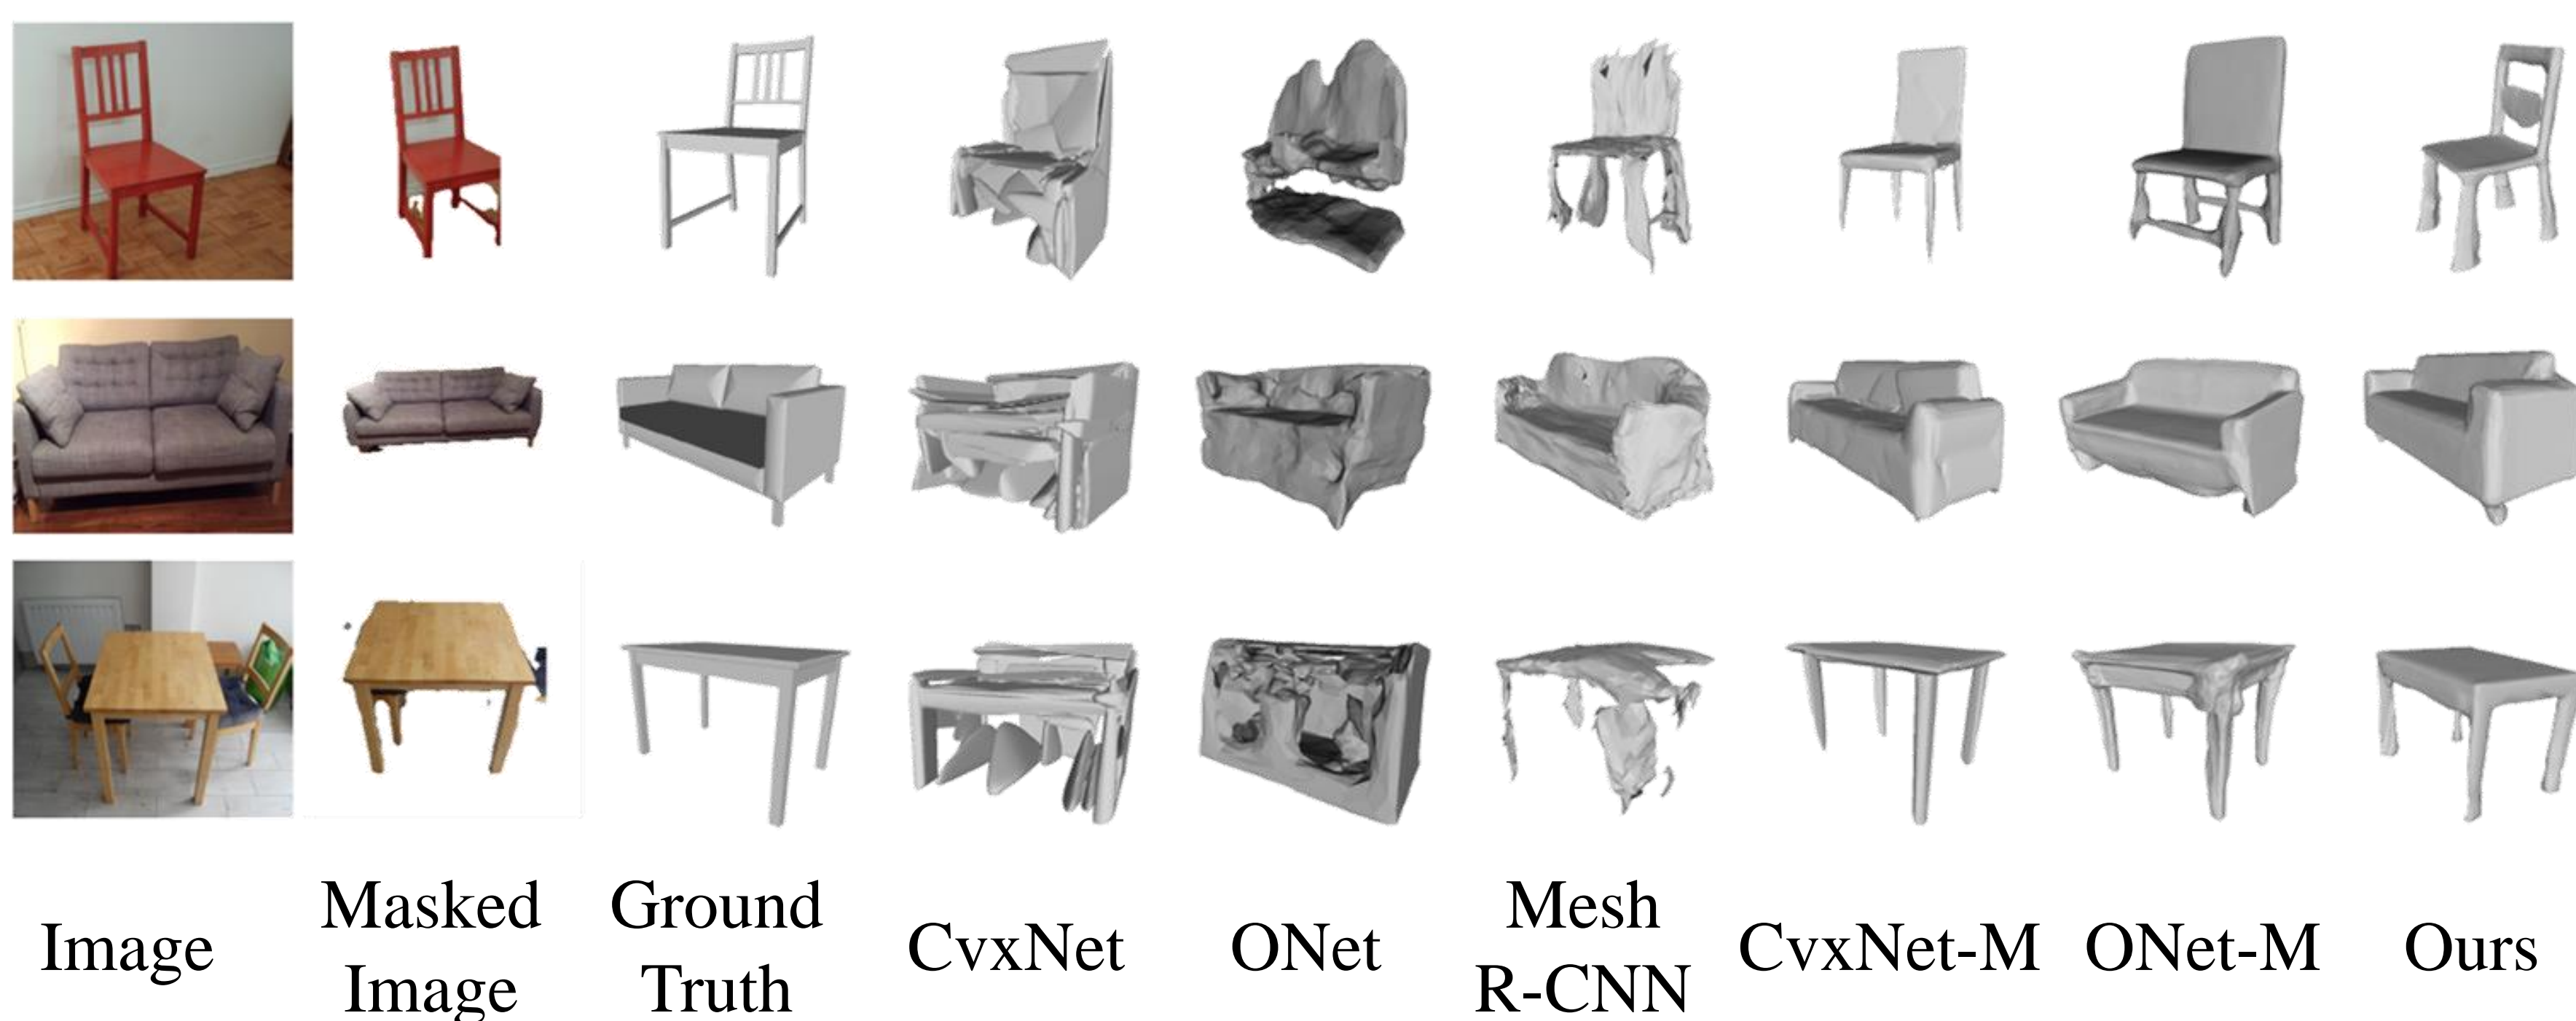 Image
Masked
Image
Ground
Truth
CvxNet
ONet
Mesh
R-CNN
CvxNet-M
ONet-M
Ours